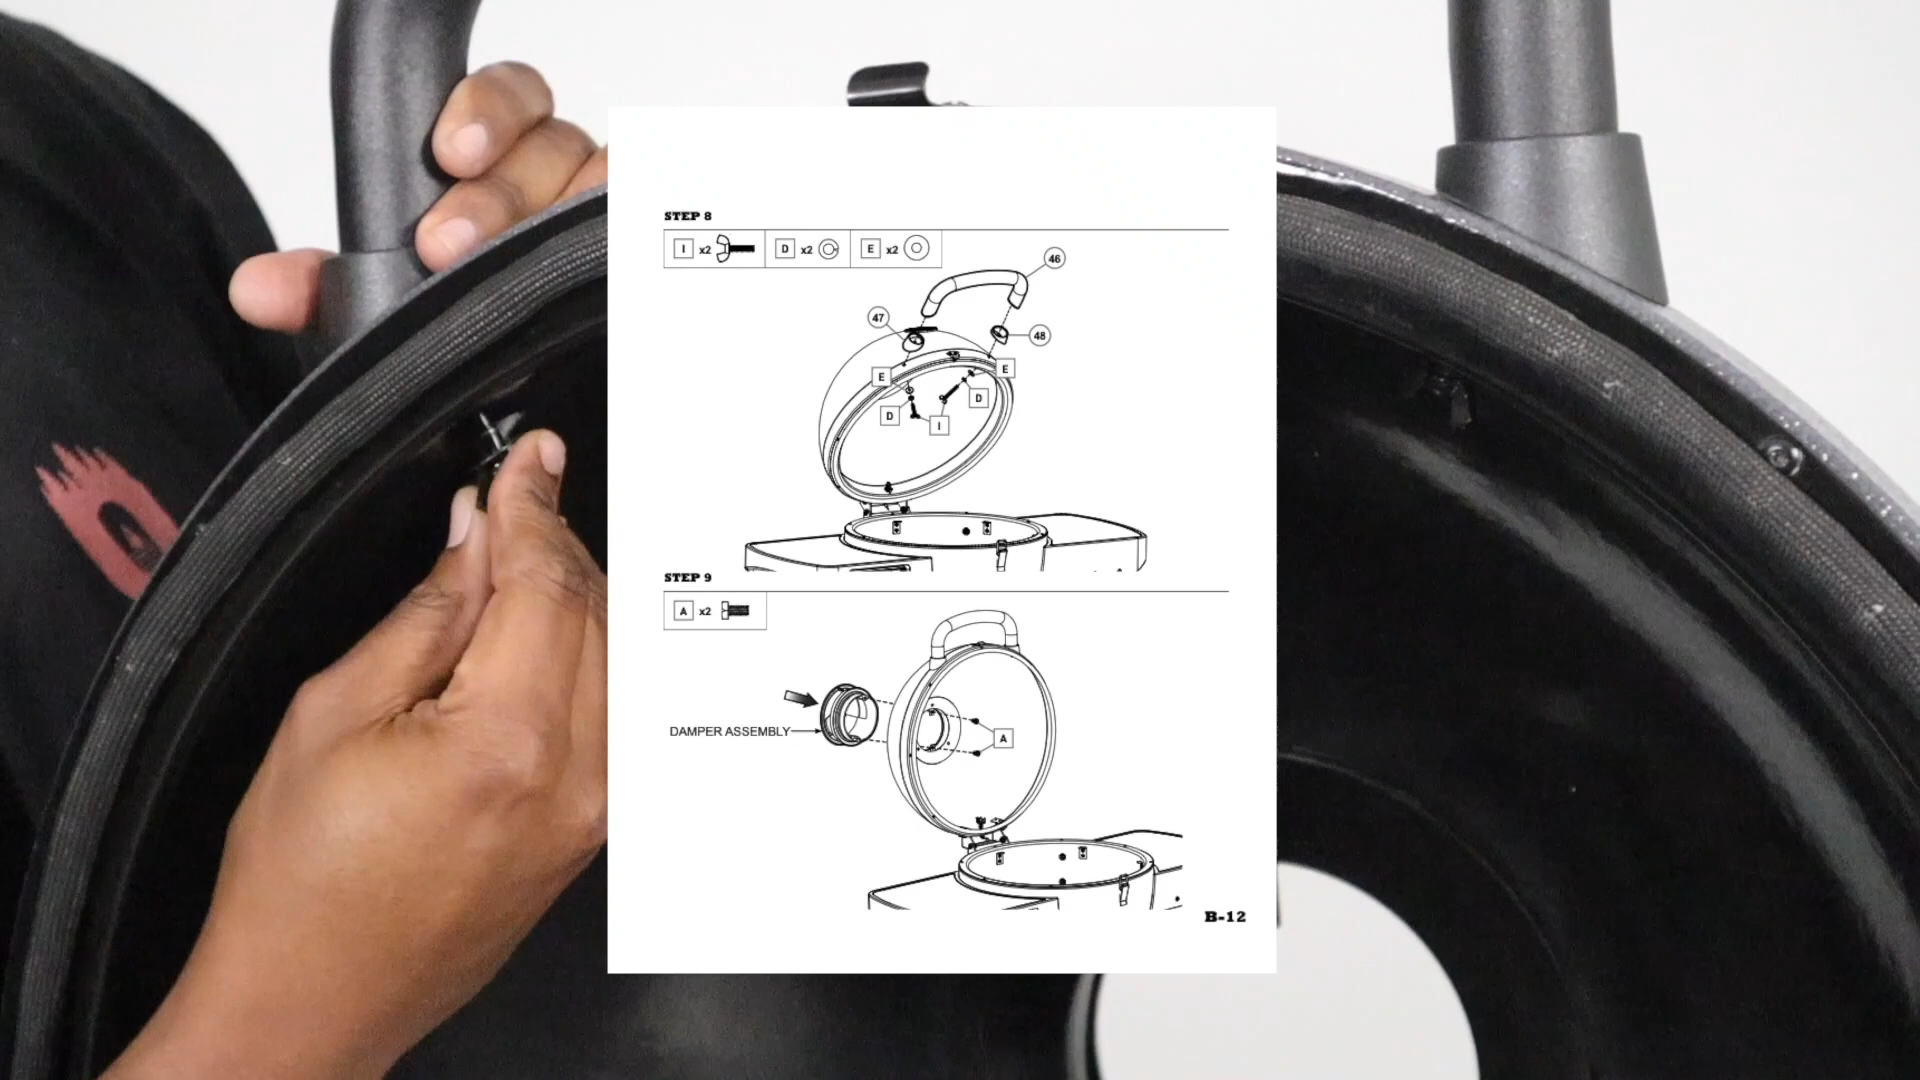 STEP 8
I x2 D x2 E x2
46
47
48
E E
D D
I
STEP 9
A x2
DAMPER ASSEMBLY
A
B-12